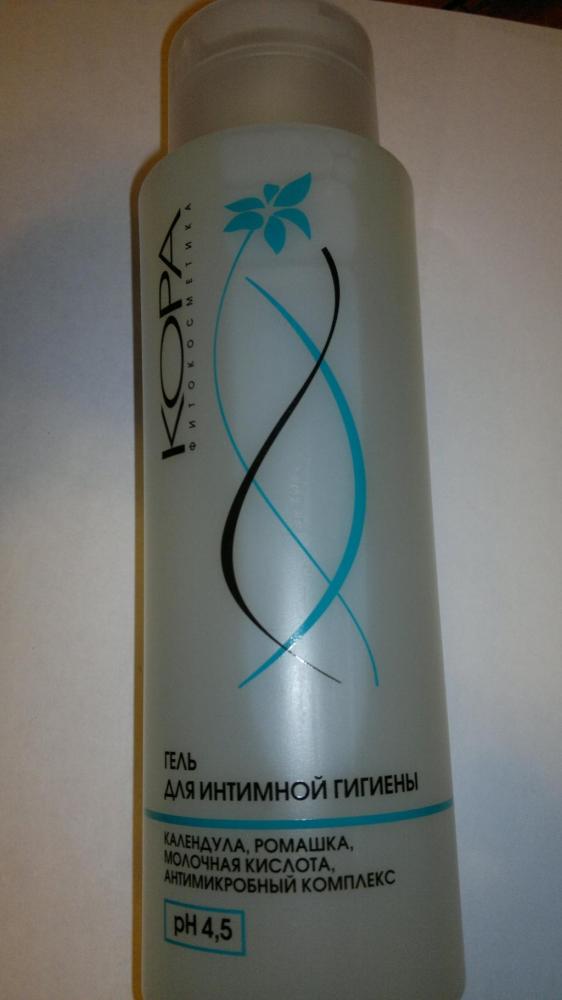 КОРА
ФИТОКОСМЕТИКА
ГЕЛЬ
ДЛЯ ИНТИМНОЙ ГИГИЕНЫ
КАЛЕНДУЛА, РОМАШКА,
МОЛОЧНАЯ КИСЛОТА,
АНТИМИКРОБНЫЙ КОМПЛЕКС
pH 4,5